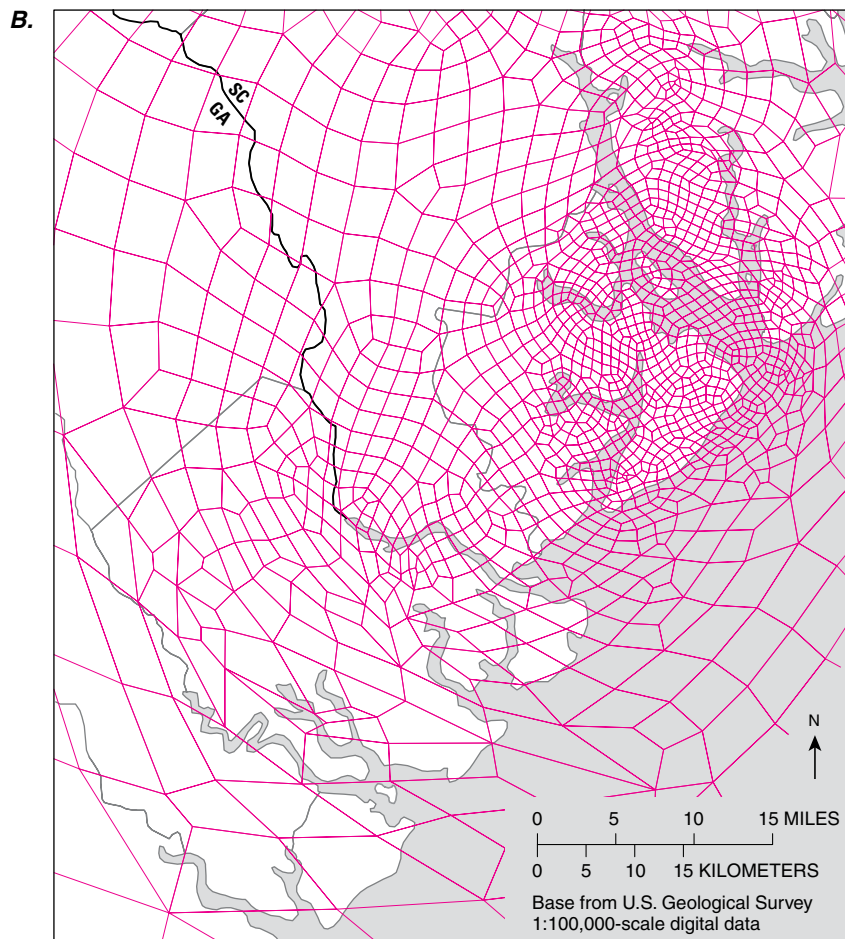 B.
SC
GA
N
0 5 10 15 MILES
0 5 10 15 KILOMETERS
Base from U.S. Geological Survey
1:100,000-scale digital data